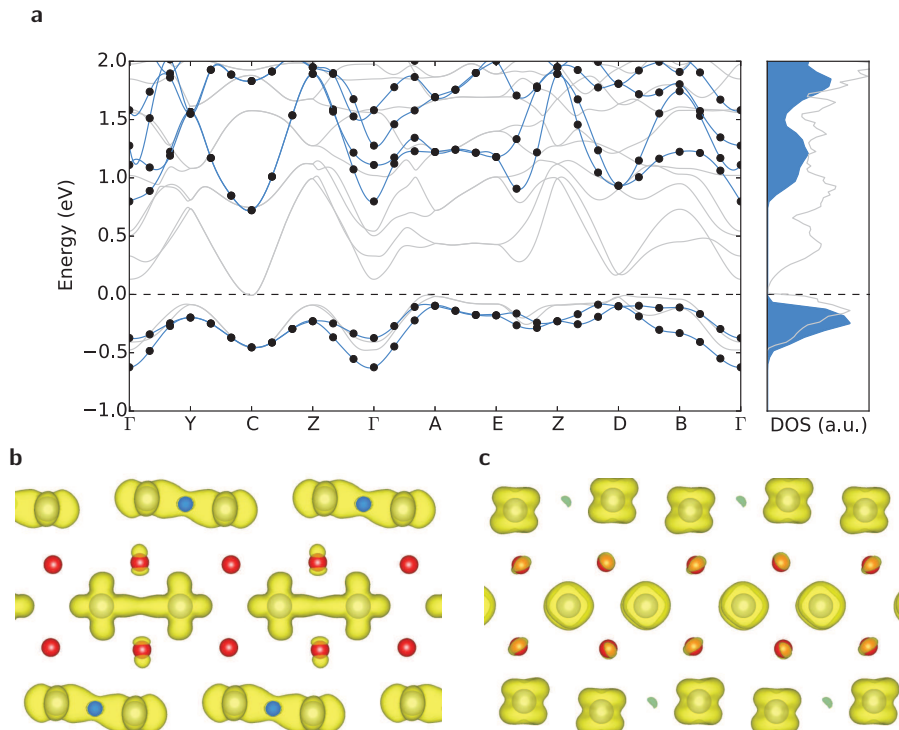 a
2.0
1.5
1.0
0.5
0.0
−0.5
−1.0
Energy (eV)
Γ Y C Z Γ A E Z D B Γ
DOS (a.u.)
b
c